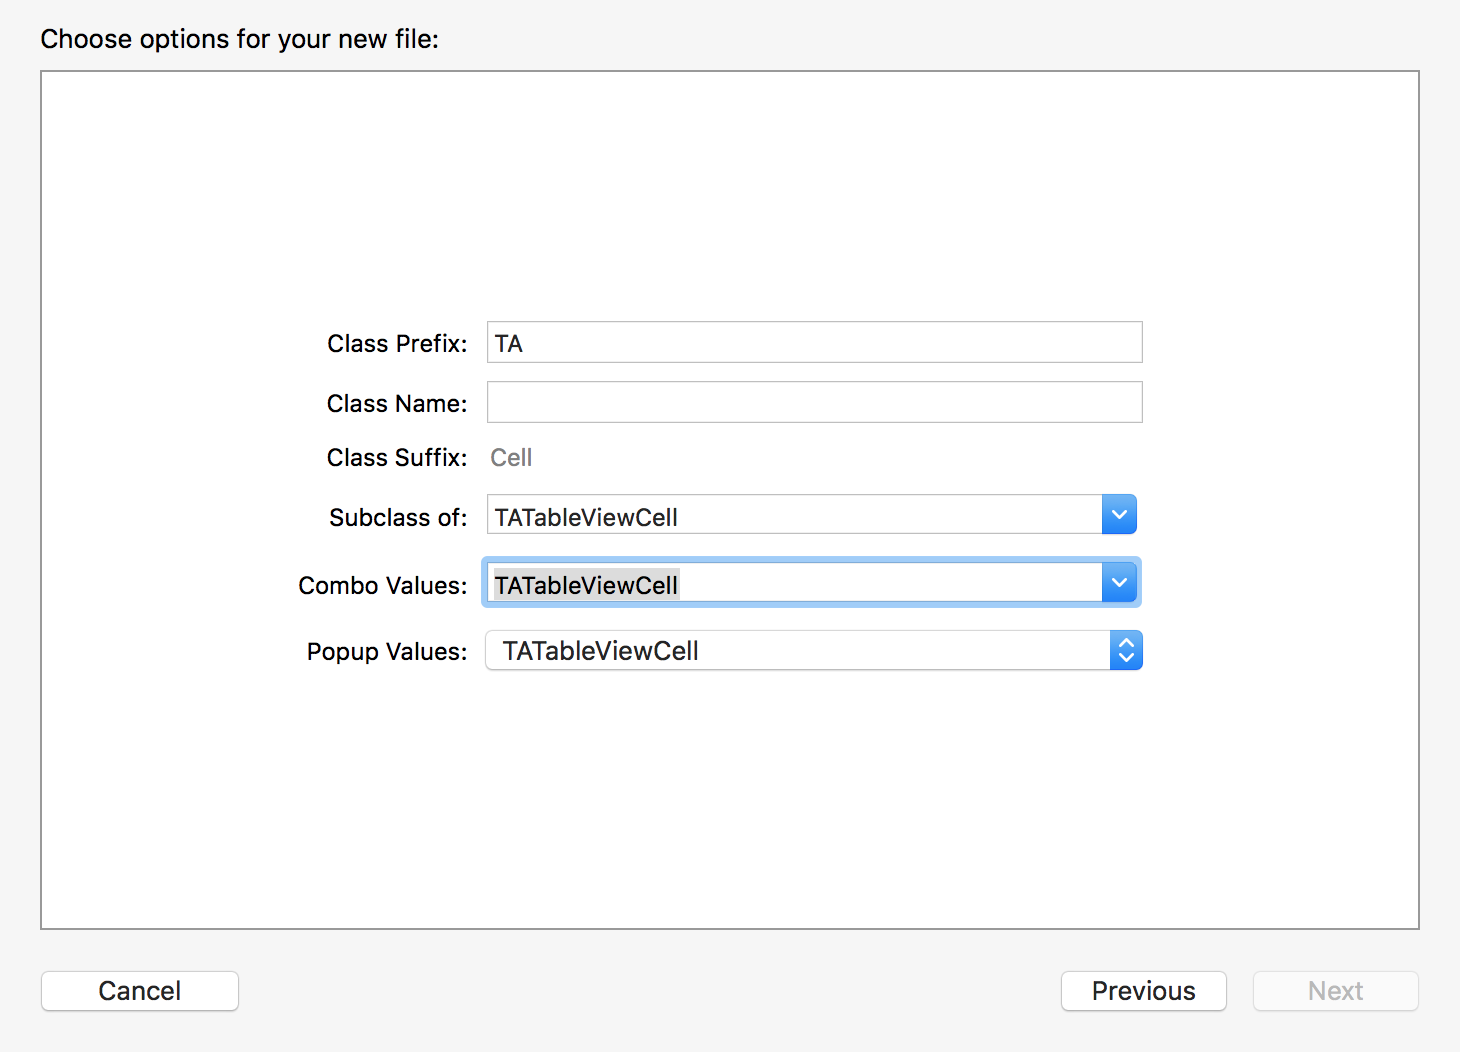 Choose options for your new file:
Class Prefix: TA
Class Name:
Class Suffix: Cell
Subclass of: TATableViewCell
Combo Values: TATableViewCell
Popup Values: TATableViewCell
Cancel Previous Next